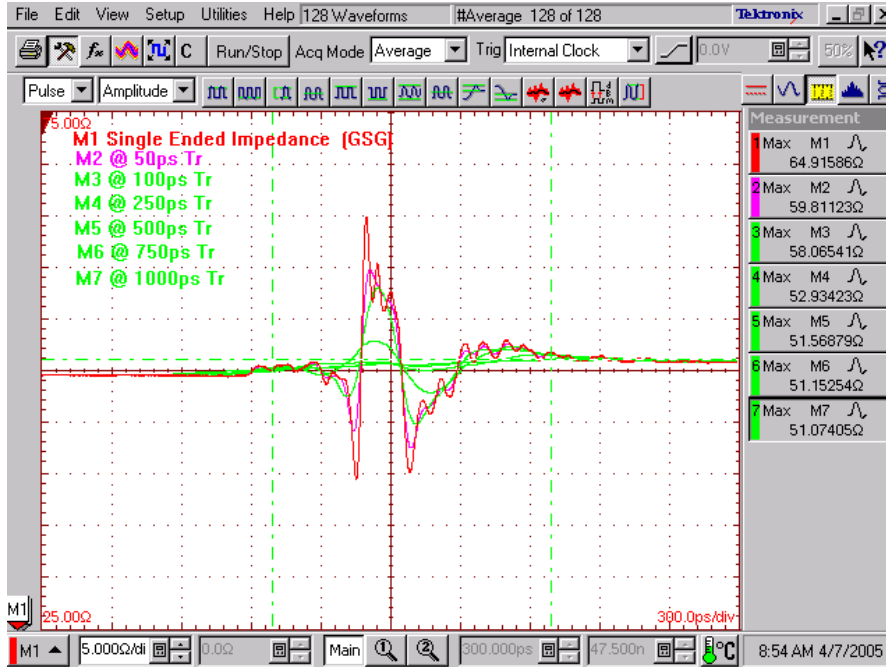 File Edit View Setup Utilities Help 128 Waveforms #Average 128 of 128 Tektronix
C Run/Stop Acq Mode Average Trig Internal Clock 0.0V 50%
Pulse Amplitude
75.00Ω
M1 Single Ended Impedance (GSG)
M2 @ 50ps Tr
M3 @ 100ps Tr
M4 @ 250ps Tr
M5 @ 500ps Tr
M6 @ 750ps Tr
M7 @ 1000ps Tr
Measurement
1 Max M1
64.91586Ω
2 Max M2
59.81123Ω
3 Max M3
58.06541Ω
4 Max M4
52.93423Ω
5 Max M5
51.56879Ω
6 Max M6
51.15254Ω
7 Max M7
51.07405Ω
M1
25.00Ω 300.0ps/div
M1 5.000Ω/di 0.0Ω Main 1 2 300.000ps 47.500n °C 8:54 AM 4/7/2005